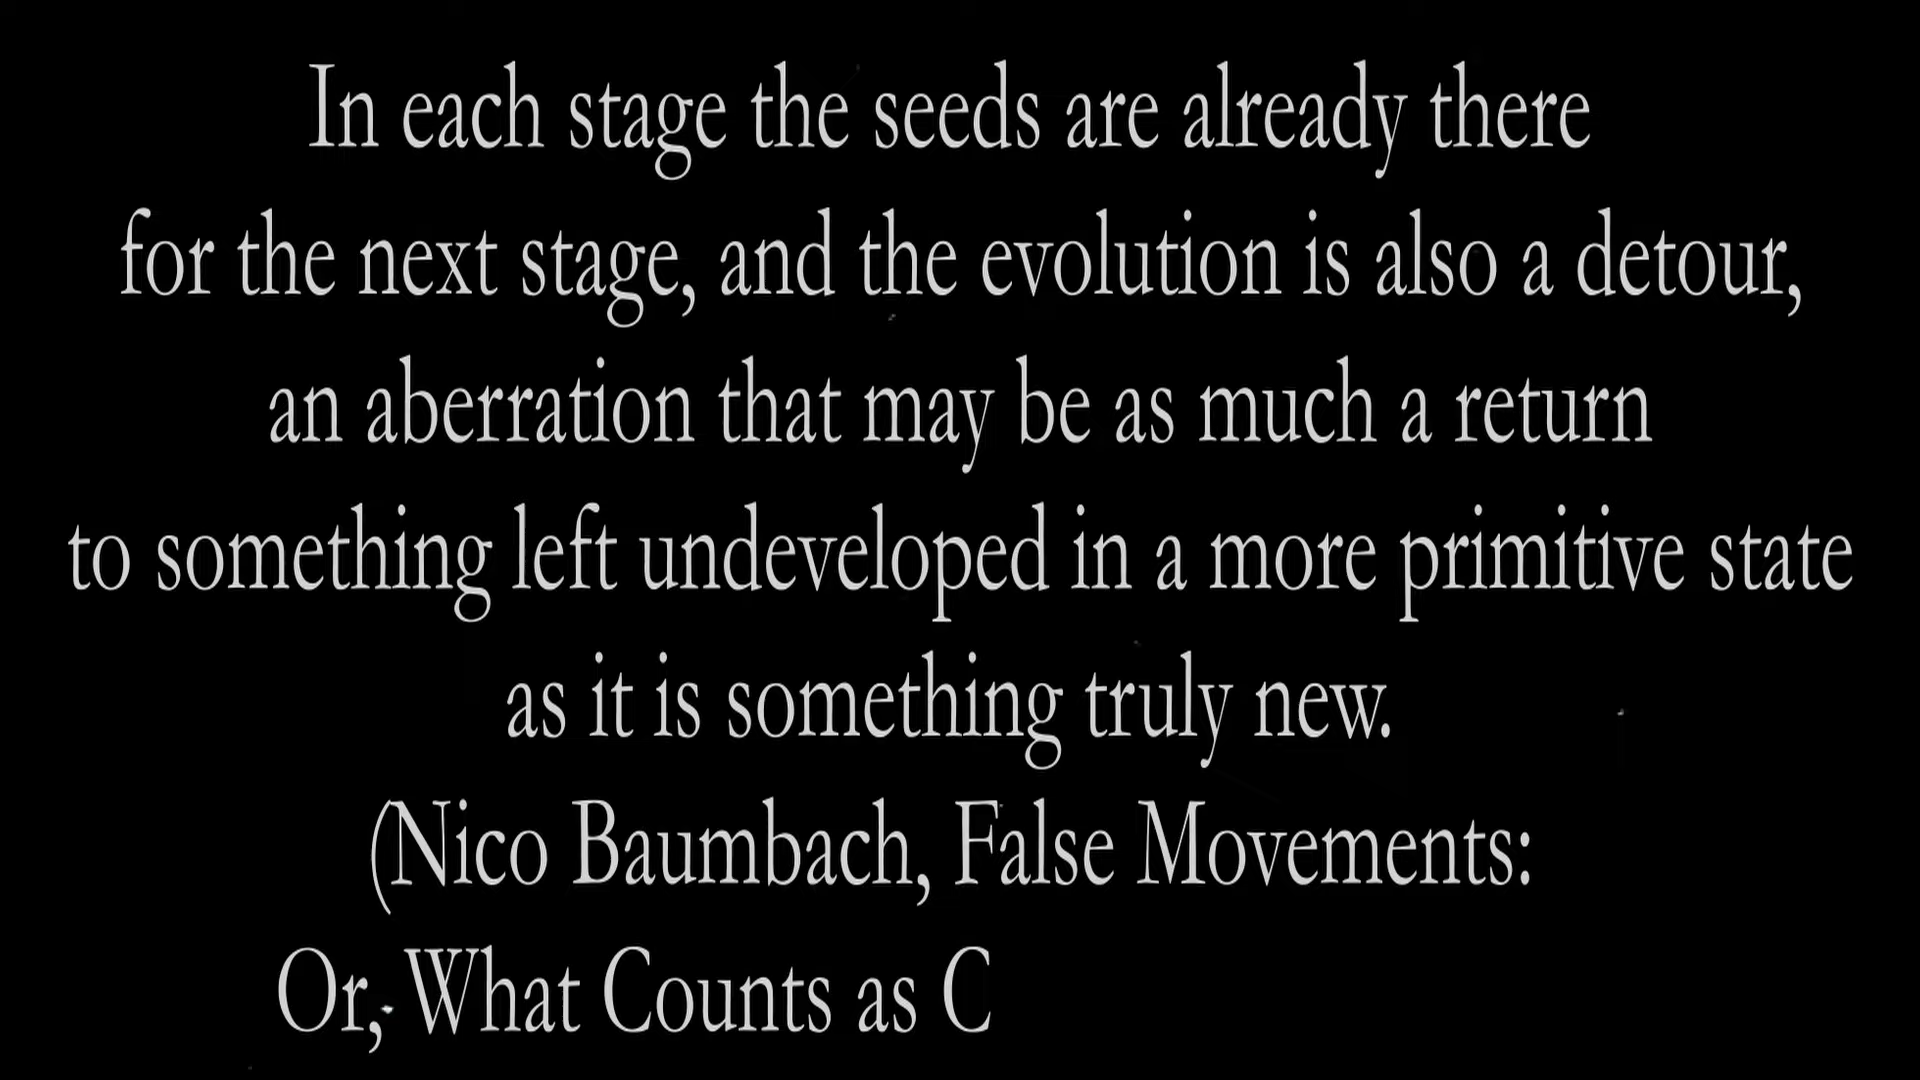 In each stage the seeds are already there
for the next stage, and the evolution is also a detour,
an aberration that may be as much a return
to something left undeveloped in a more primitive state
as it is something truly new.
(Nico Baumbach, False Movements:
Or, What Counts as C